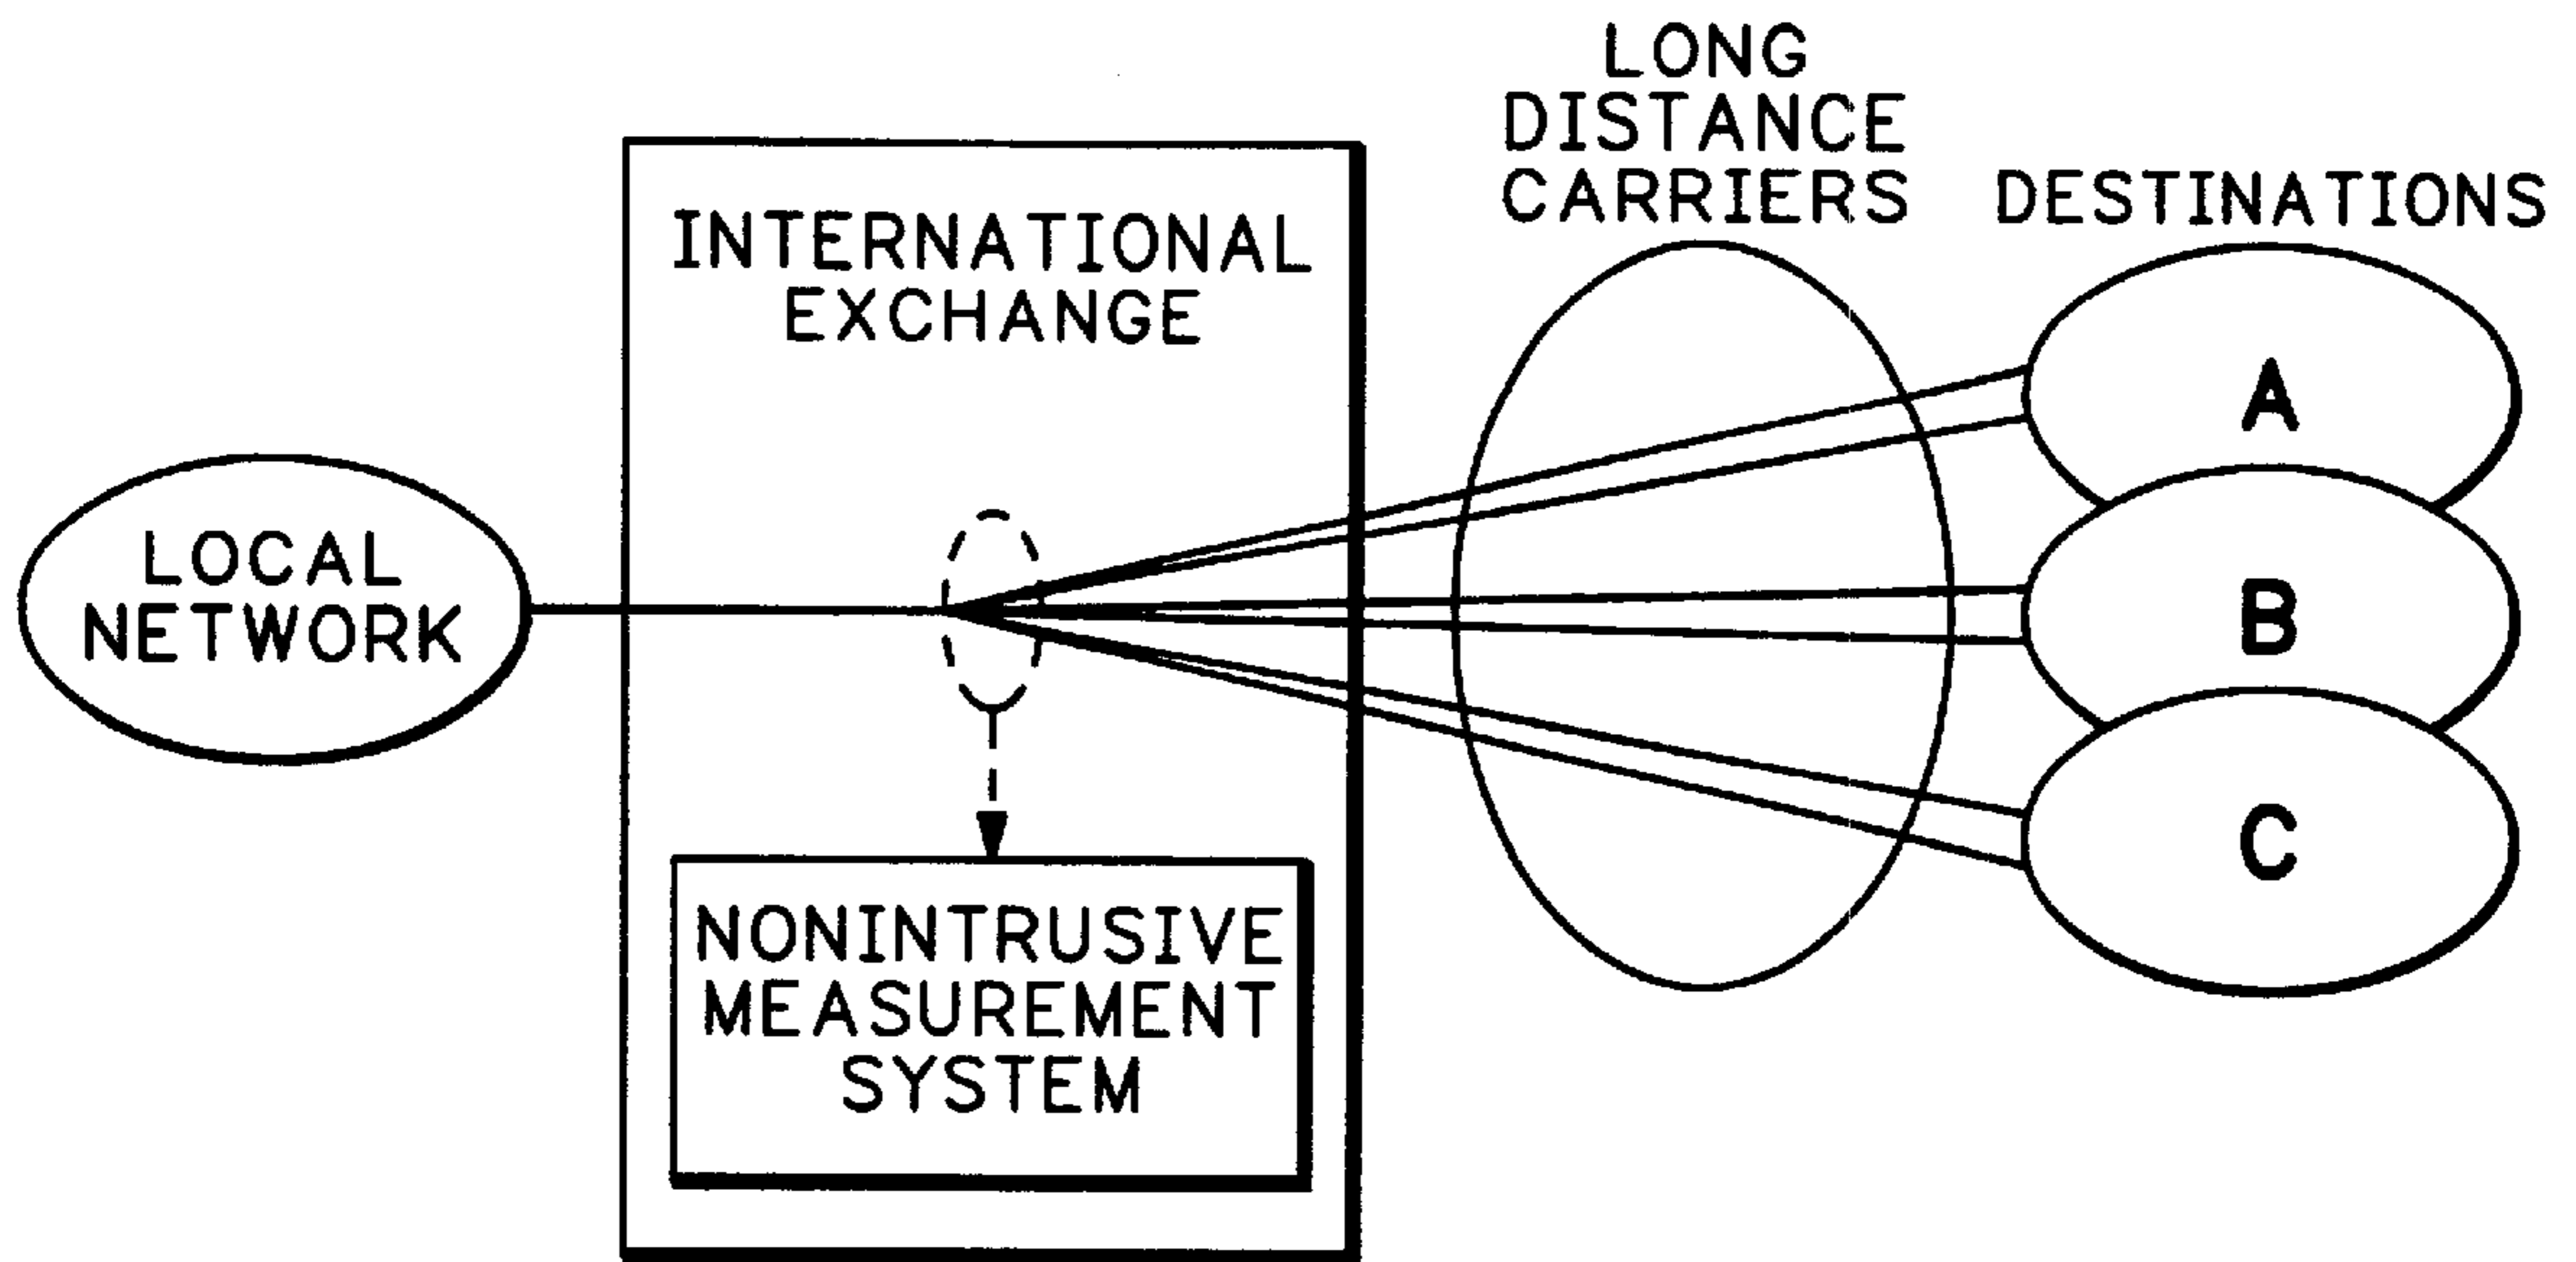 LONG
DISTANCE
CARRIERS
DESTINATIONS
INTERNATIONAL
EXCHANGE
LOCAL
NETWORK
A
B
C
NONINTRUSIVE
MEASUREMENT
SYSTEM